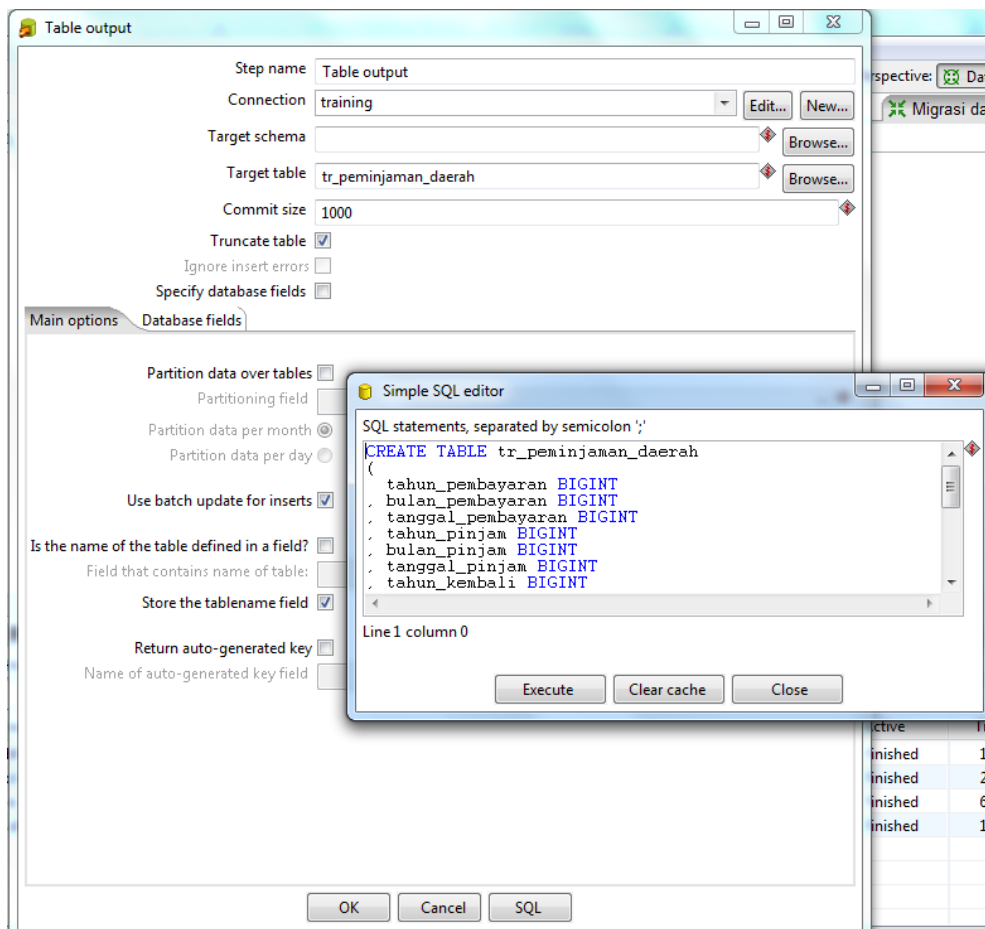 Table output
Step name Table output
rspective: Da
Connection training Edit... New...
Migrasi da
Target schema Browse...
Target table tr_peminjaman_daerah Browse...
Commit size 1000
Truncate table
Ignore insert errors
Specify database fields
Main options Database fields
Partition data over tables
Partitioning field
Partition data per month
Partition data per day
Use batch update for inserts
Is the name of the table defined in a field?
Field that contains name of table:
Store the tablename field
Return auto-generated key
Name of auto-generated key field
Simple SQL editor
SQL statements, separated by semicolon ';'
CREATE TABLE tr_peminjaman_daerah
(
tahun_pembayaran BIGINT
, bulan_pembayaran BIGINT
, tanggal_pembayaran BIGINT
, tahun_pinjam BIGINT
, bulan_pinjam BIGINT
, tanggal_pinjam BIGINT
, tahun_kembali BIGINT
Line 1 column 0
Execute Clear cache Close
inished 1
inished 2
inished 6
inished 1
OK Cancel SQL